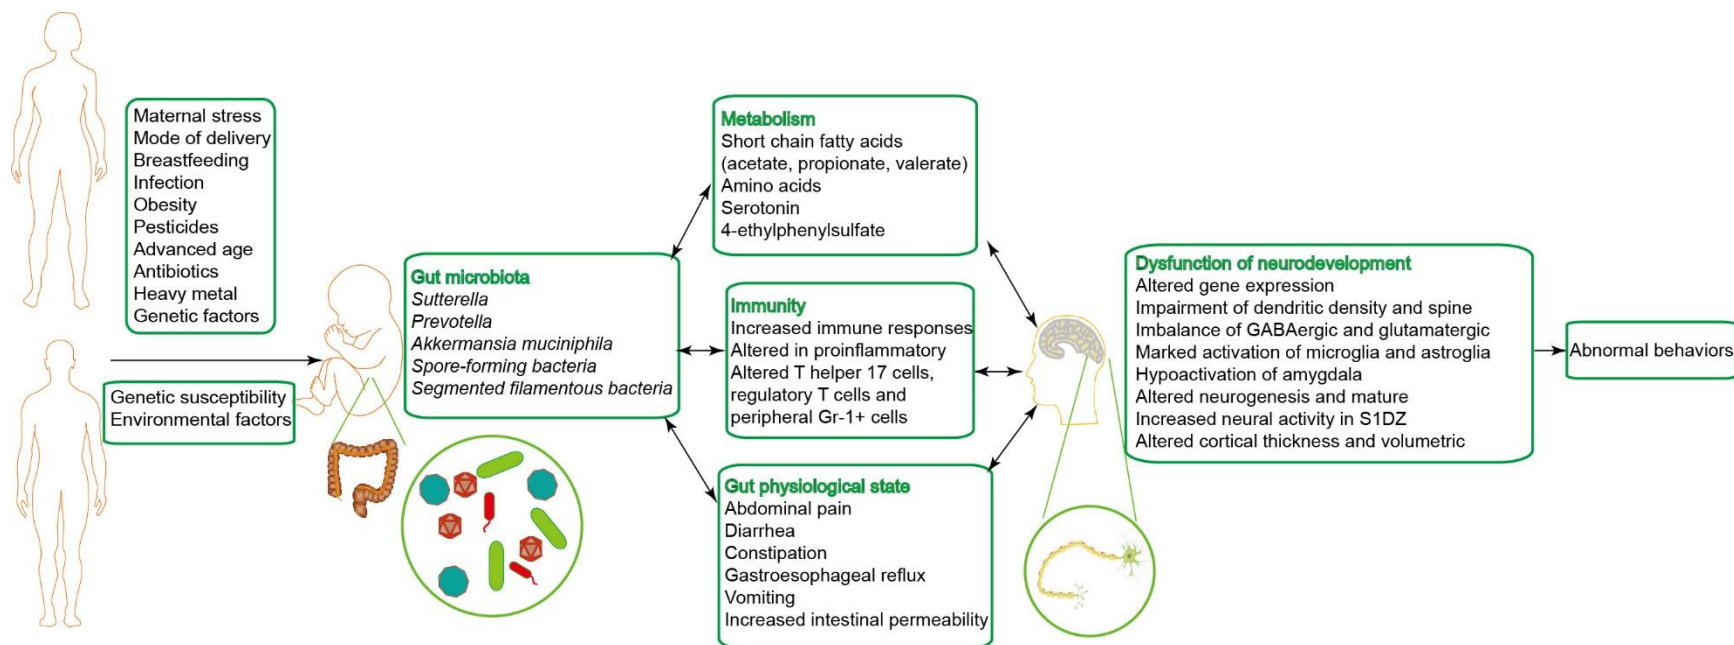 Maternal stress
Mode of delivery
Breastfeeding
Infection
Obesity
Pesticides
Advanced age
Antibiotics
Heavy metal
Genetic factors
Genetic susceptibility
Environmental factors
Gut microbiota
Sutterella
Prevotella
Akkermansia muciniphila
Spore-forming bacteria
Segmented filamentous bacteria
Metabolism
Short chain fatty acids
(acetate, propionate, valerate)
Amino acids
Serotonin
4-ethylphenylsulfate
Immunity
Increased immune responses
Altered in proinflammatory
Altered T helper 17 cells,
regulatory T cells and
peripheral Gr-1+ cells
Gut physiological state
Abdominal pain
Diarrhea
Constipation
Gastroesophageal reflux
Vomiting
Increased intestinal permeability
Dysfunction of neurodevelopment
Altered gene expression
Impairment of dendritic density and spine
Imbalance of GABAergic and glutamatergic
Marked activation of microglia and astroglia
Hypoactivation of amygdala
Altered neurogenesis and mature
Increased neural activity in S1DZ
Altered cortical thickness and volumetric
Abnormal behaviors